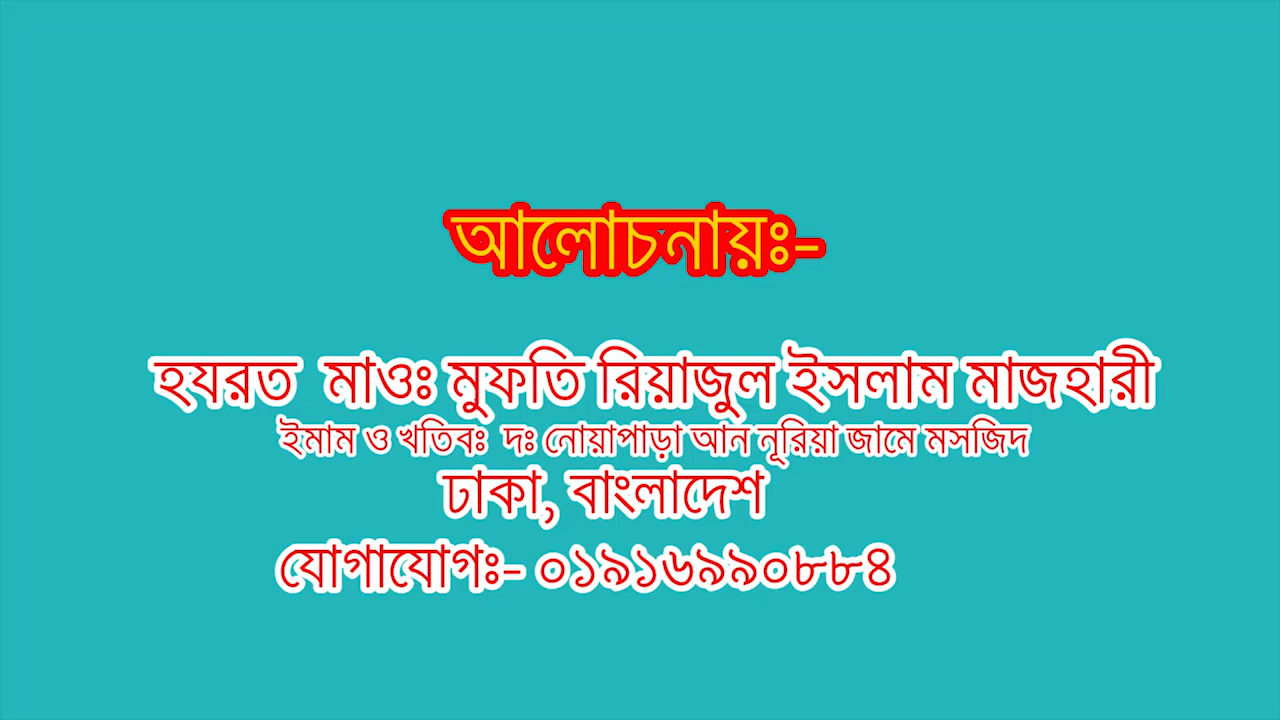 আলোচনায়ঃ-
হযরত মাওঃ মুফতি রিয়াজুল ইসলাম মাজহারী
ইমাম ও খতিবঃ দঃ নোয়াপাড়া আন নূরিয়া জামে মসজিদ
ঢাকা, বাংলাদেশ
যোগাযোগঃ- ০১৯১৬৯৯০৮৮৪